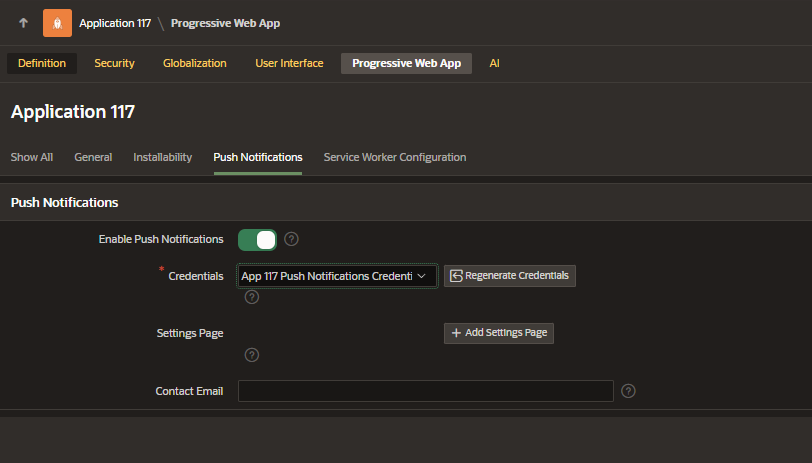 Application 117 \ Progressive Web App
Definition Security Globalization User Interface Progressive Web App AI
Application 117
Show All General Installability Push Notifications Service Worker Configuration
Push Notifications
Enable Push Notifications ?
* Credentials App 117 Push Notifications Credenti Regenerate Credentials
?
Settings Page + Add Settings Page
?
Contact Email ?